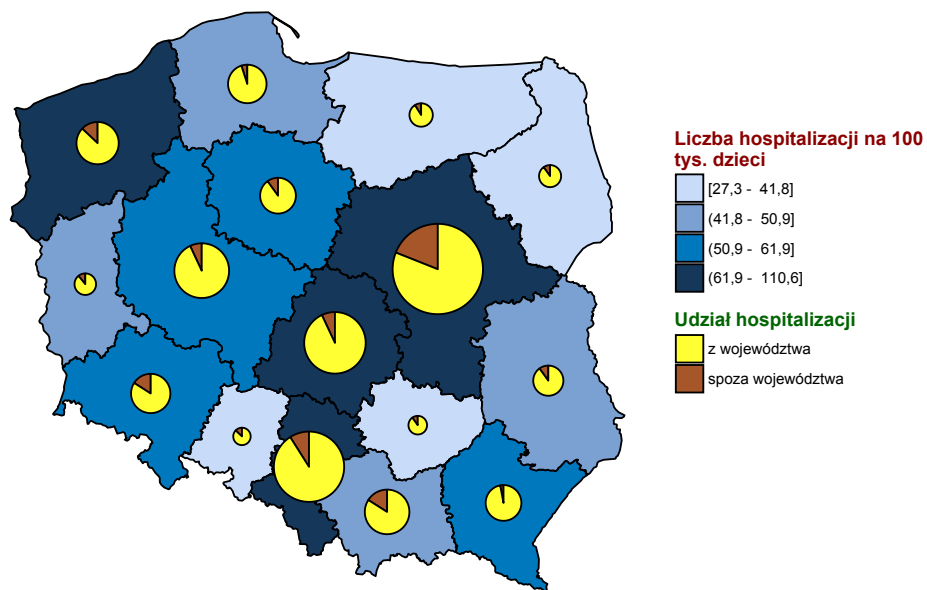 Liczba hospitalizacji na 100
tys. dzieci
[27,3 - 41,8]
(41,8 - 50,9]
(50,9 - 61,9]
(61,9 - 110,6]
Udział hospitalizacji
z województwa
spoza województwa